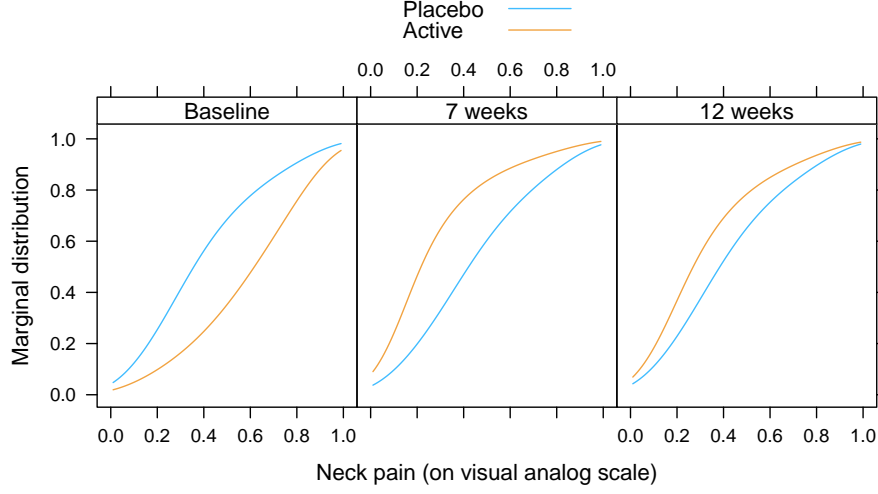 Placebo
Active
0.0 0.2 0.4 0.6 0.8 1.0
Baseline 7 weeks 12 weeks
1.0
0.8
0.6
0.4
0.2
0.0
Marginal distribution
0.0 0.2 0.4 0.6 0.8 1.0 0.0 0.2 0.4 0.6 0.8 1.0
Neck pain (on visual analog scale)